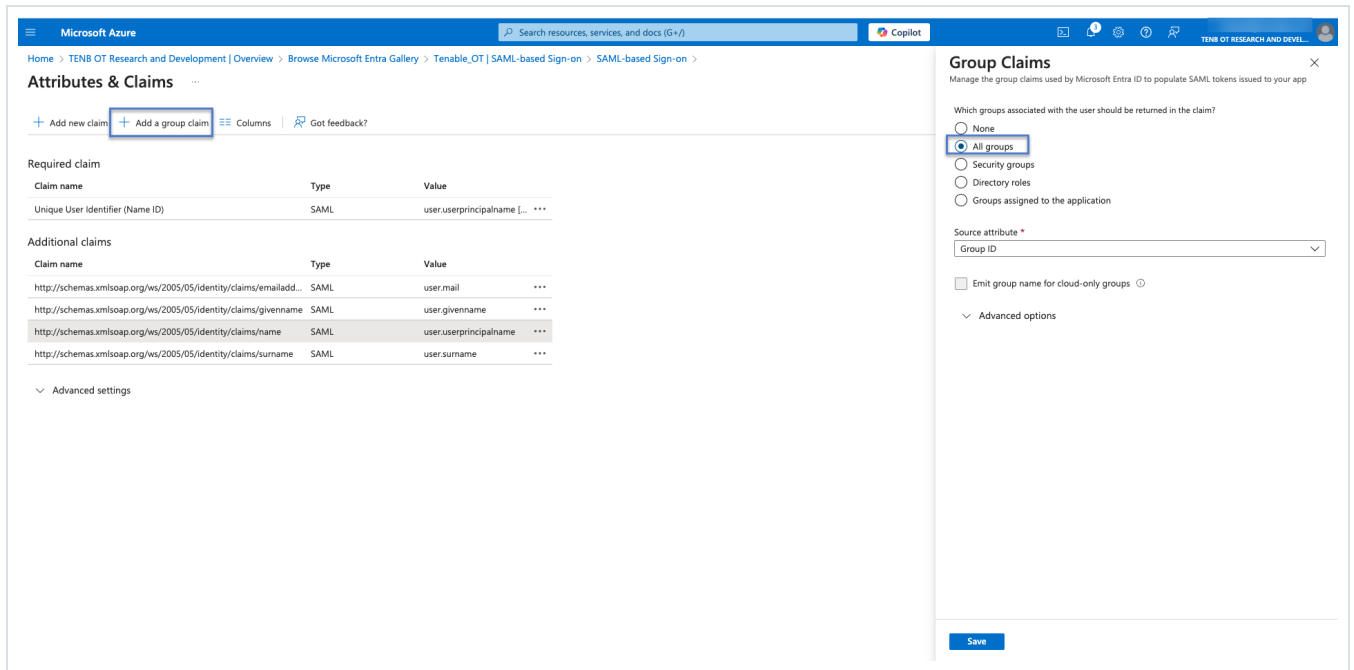 Microsoft Azure
Search resources, services, and docs (G+/)
Copilot
3
TENB OT RESEARCH AND DEVEL...
Home > TENB OT Research and Development | Overview > Browse Microsoft Entra Gallery > Tenable_OT | SAML-based Sign-on > SAML-based Sign-on >
Attributes & Claims ...
+ Add new claim + Add a group claim Columns Got feedback?
Required claim
Claim name Type Value
Unique User Identifier (Name ID) SAML user.userprincipalname [... •••
Additional claims
Claim name Type Value
http://schemas.xmlsoap.org/ws/2005/05/identity/claims/emailadd... SAML user.mail •••
http://schemas.xmlsoap.org/ws/2005/05/identity/claims/givenname SAML user.givenname •••
http://schemas.xmlsoap.org/ws/2005/05/identity/claims/name SAML user.userprincipalname •••
http://schemas.xmlsoap.org/ws/2005/05/identity/claims/surname SAML user.surname •••
Advanced settings
Group Claims
Manage the group claims used by Microsoft Entra ID to populate SAML tokens issued to your app
Which groups associated with the user should be returned in the claim?
None
All groups
Security groups
Directory roles
Groups assigned to the application
Source attribute *
Group ID
Emit group name for cloud-only groups
Advanced options
Save